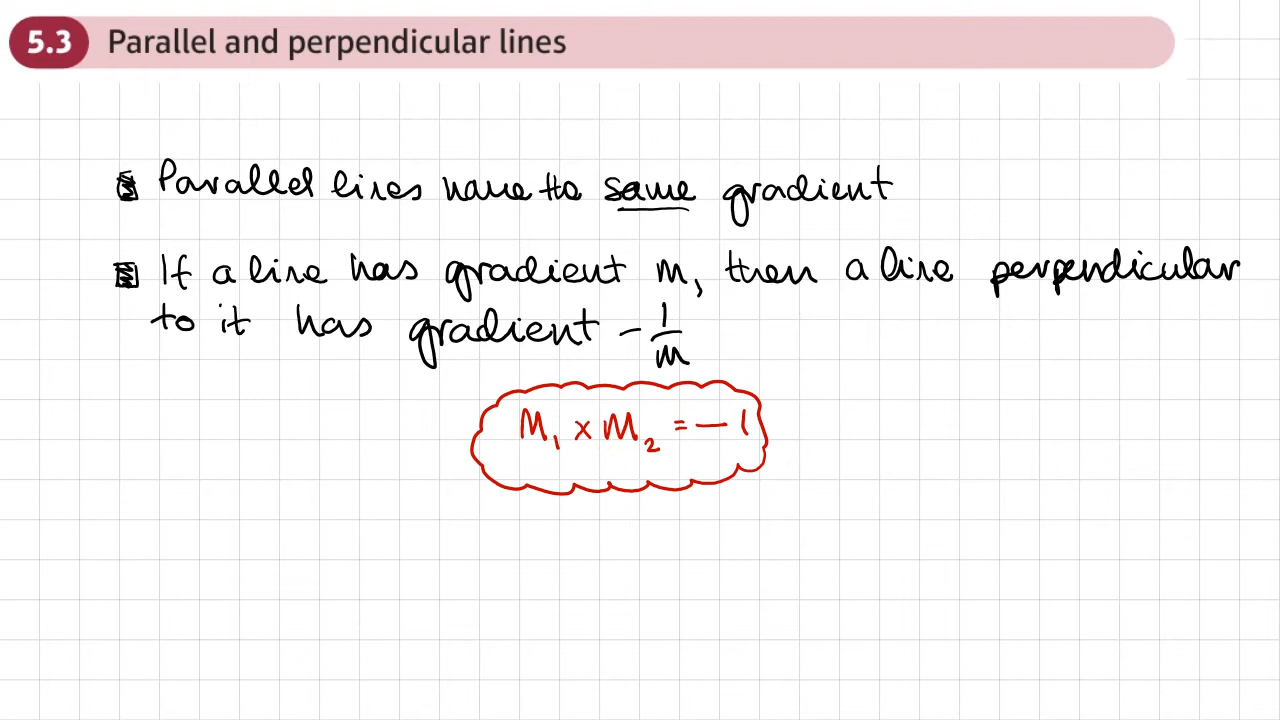 5.3 Parallel and perpendicular lines
Parallel lines have the same gradient
If a line has gradient m, then a line perpendicular
to it has gradient -1/m
M₁ × M₂ = -1